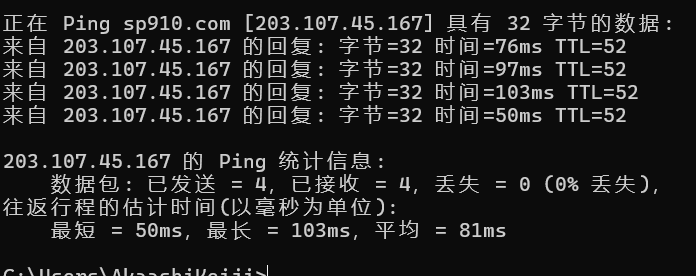 正在 Ping sp910.com [203.107.45.167] 具有 32 字节的数据:
来自 203.107.45.167 的回复: 字节=32 时间=76ms TTL=52
来自 203.107.45.167 的回复: 字节=32 时间=97ms TTL=52
来自 203.107.45.167 的回复: 字节=32 时间=103ms TTL=52
来自 203.107.45.167 的回复: 字节=32 时间=50ms TTL=52
203.107.45.167 的 Ping 统计信息:
数据包: 已发送 = 4，已接收 = 4，丢失 = 0 (0% 丢失)，
往返行程的估计时间(以毫秒为单位):
最短 = 50ms，最长 = 103ms，平均 = 81ms
C:\Users\AkaashiKeiji>